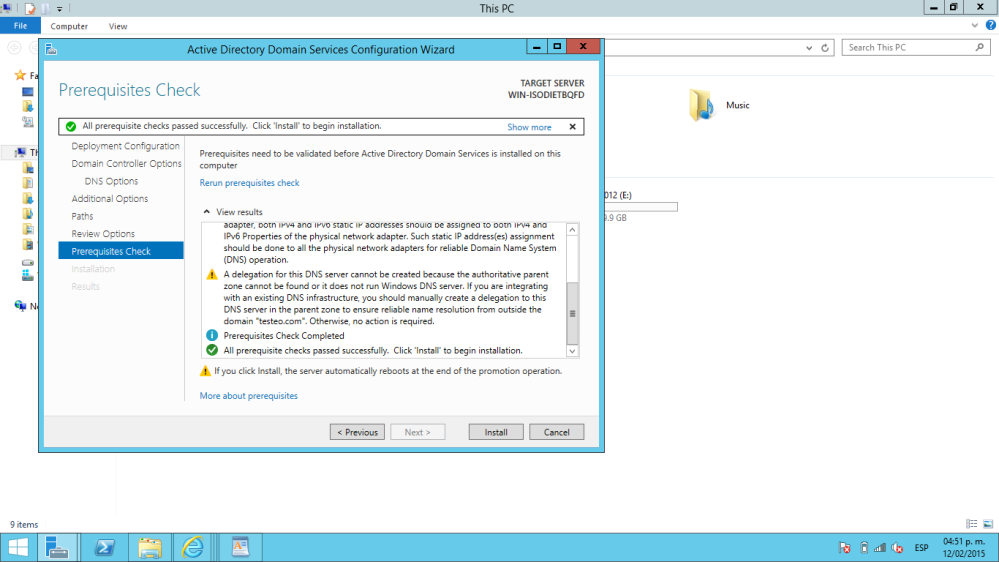 This PC
File
Computer
View
Search This PC
Active Directory Domain Services Configuration Wizard
Prerequisites Check
TARGET SERVER
WIN-ISODIETBQFD
All prerequisite checks passed successfully. Click 'Install' to begin installation.
Show more
Deployment Configuration
Domain Controller Options
DNS Options
Additional Options
Paths
Review Options
Prerequisites Check
Installation
Results
Prerequisites need to be validated before Active Directory Domain Services is installed on this
computer
Rerun prerequisites check
View results
adapter, both IPv4 and IPv6 static IP addresses should be assigned to both IPv4 and
IPv6 Properties of the physical network adapter. Such static IP address(es) assignment
should be done to all the physical network adapters for reliable Domain Name System
(DNS) operation.
A delegation for this DNS server cannot be created because the authoritative parent
zone cannot be found or it does not run Windows DNS server. If you are integrating
with an existing DNS infrastructure, you should manually create a delegation to this
DNS server in the parent zone to ensure reliable name resolution from outside the
domain "testeo.com". Otherwise, no action is required.
Prerequisites Check Completed
All prerequisite checks passed successfully. Click 'Install' to begin installation.
If you click Install, the server automatically reboots at the end of the promotion operation.
More about prerequisites
< Previous
Next >
Install
Cancel
Fa
Th
Ne
Music
012 (E:)
9.9 GB
9 items
ESP
04:51 p. m.
12/02/2015